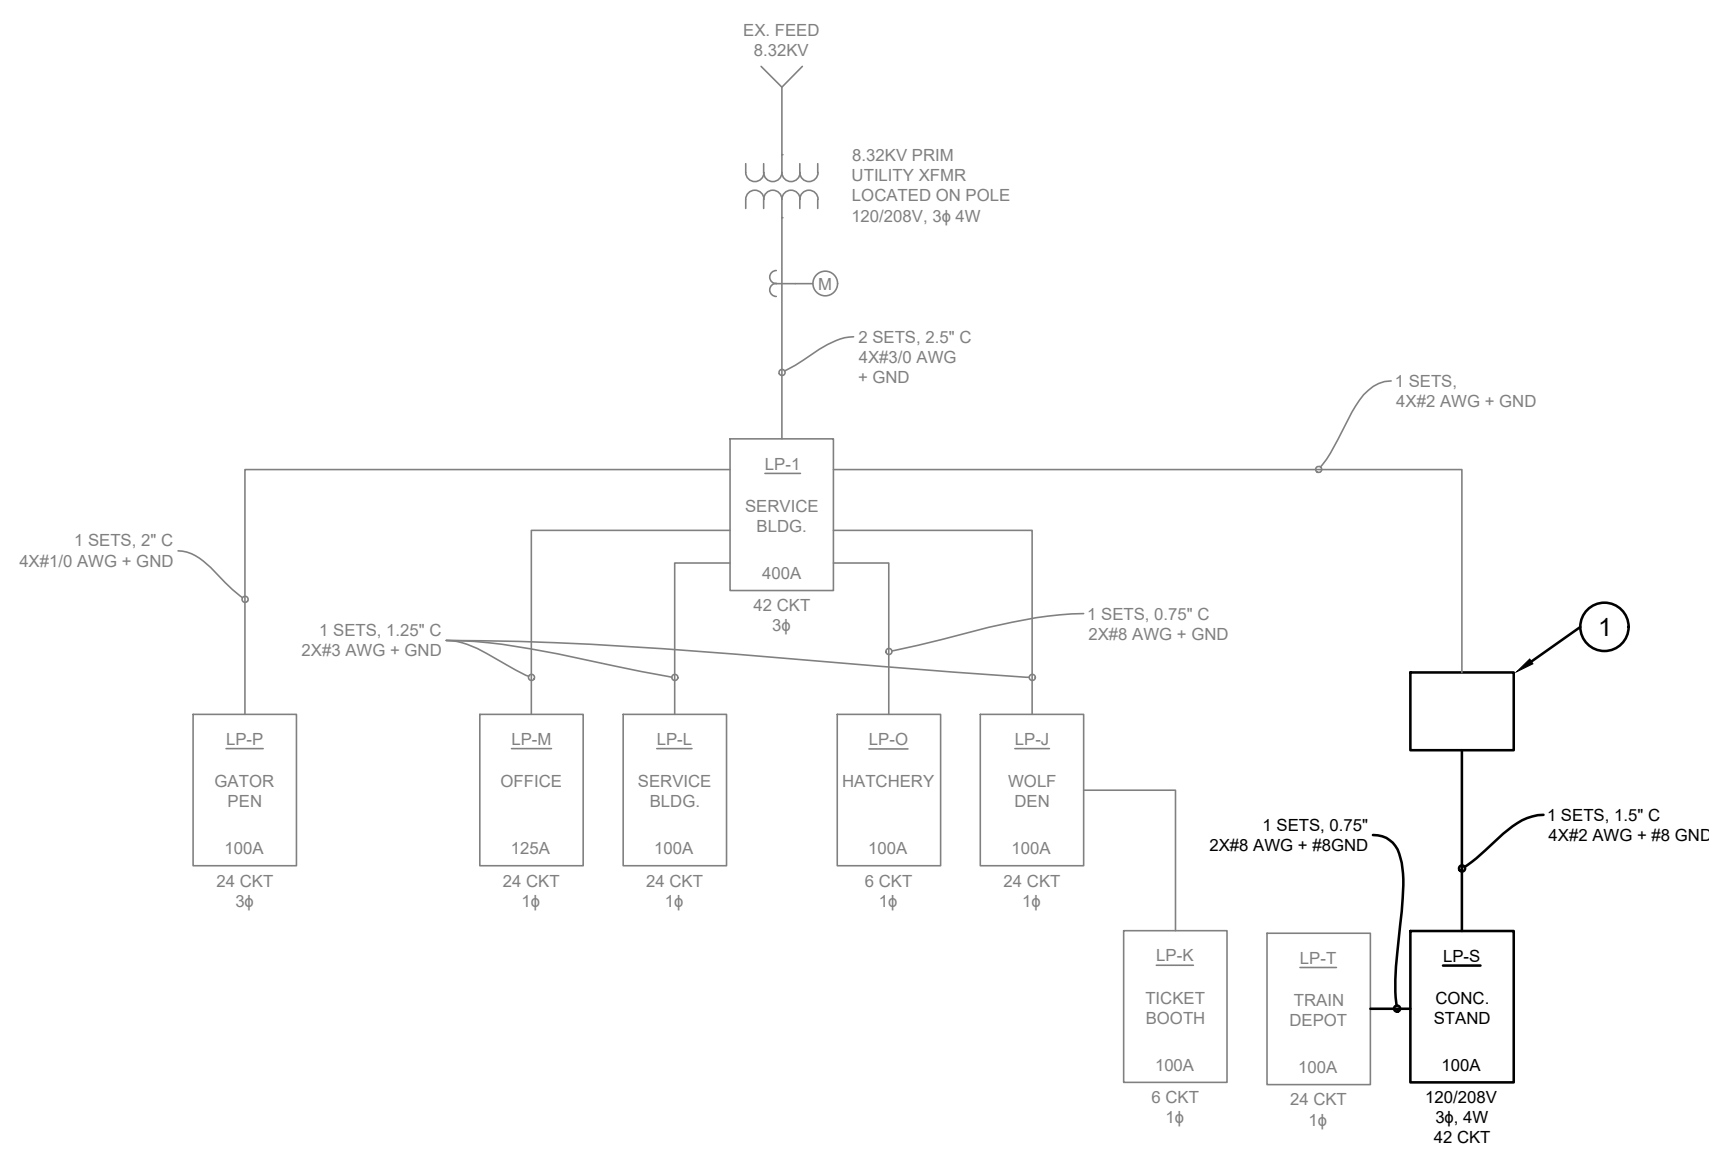 EX. FEED
8.32KV
8.32KV PRIM
UTILITY XFMR
LOCATED ON POLE
120/208V, 3ϕ 4W
M
2 SETS, 2.5" C
4X#3/0 AWG
+ GND
1 SETS,
4X#2 AWG + GND
LP-1
SERVICE
BLDG.
400A
42 CKT
3ϕ
1 SETS, 2" C
4X#1/0 AWG + GND
1 SETS, 1.25" C
2X#3 AWG + GND
1 SETS, 0.75" C
2X#8 AWG + GND
1
LP-P
GATOR
PEN
100A
24 CKT
3ϕ
LP-M
OFFICE
125A
24 CKT
1ϕ
LP-L
SERVICE
BLDG.
100A
24 CKT
1ϕ
LP-O
HATCHERY
100A
6 CKT
1ϕ
LP-J
WOLF
DEN
100A
24 CKT
1ϕ
1 SETS, 0.75"
2X#8 AWG + #8GND
1 SETS, 1.5" C
4X#2 AWG + #8 GND
LP-K
TICKET
BOOTH
100A
6 CKT
1ϕ
LP-T
TRAIN
DEPOT
100A
24 CKT
1ϕ
LP-S
CONC.
STAND
100A
120/208V
3ϕ, 4W
42 CKT